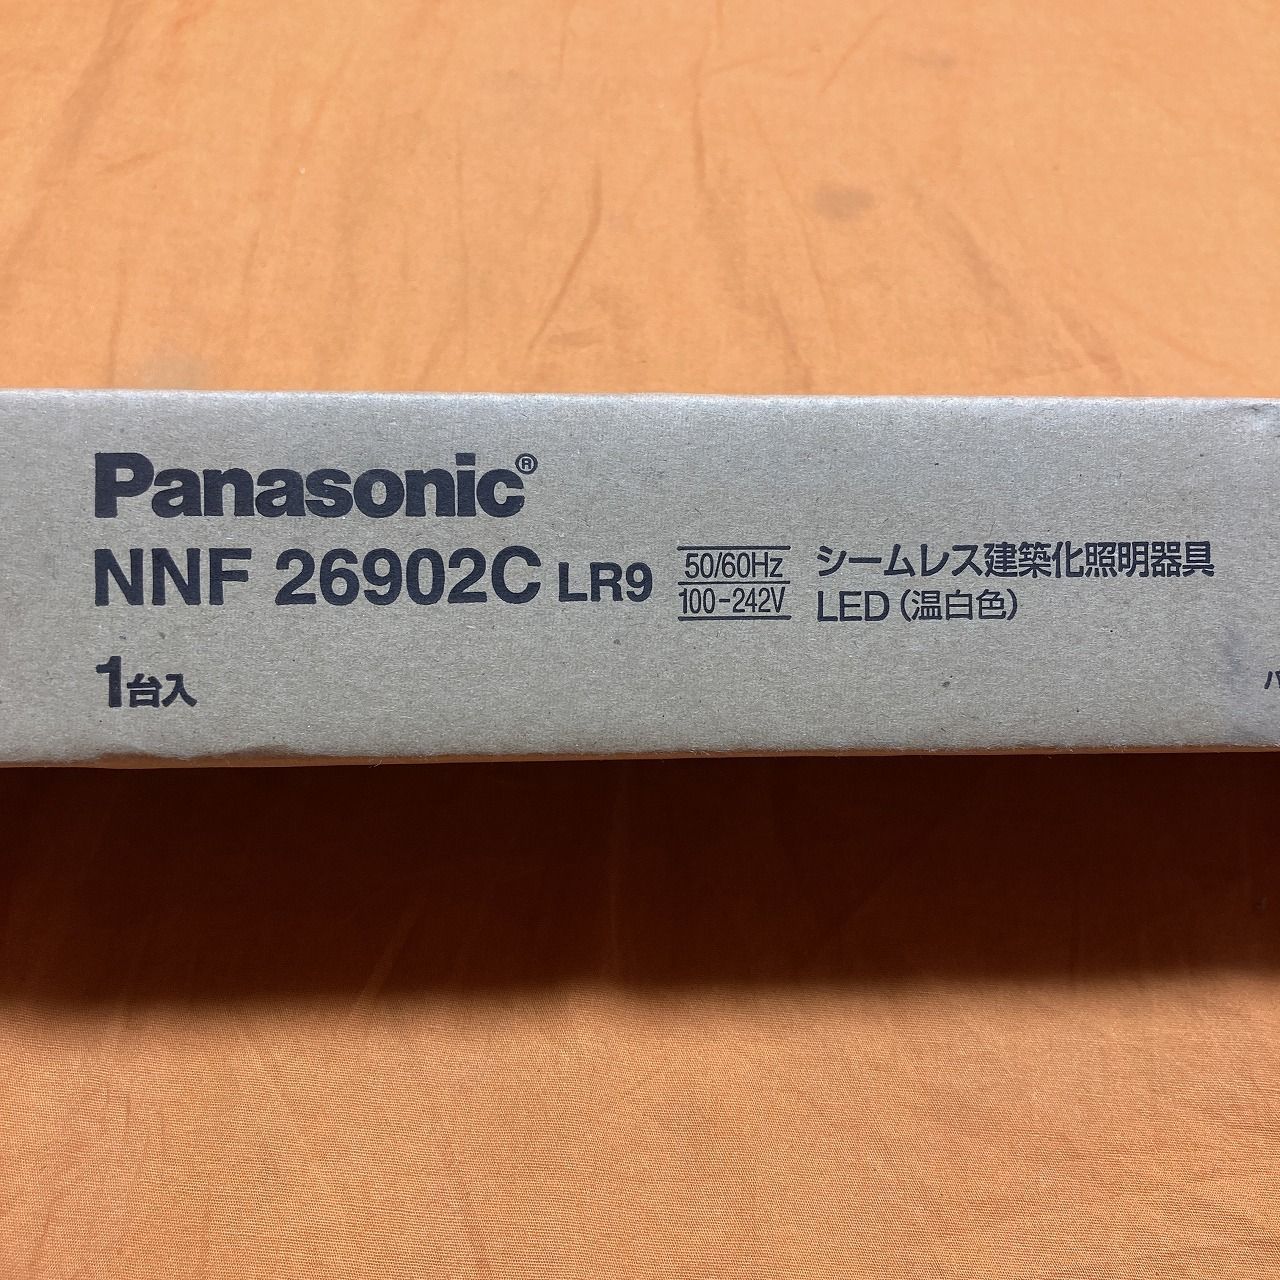 Panasonic®
NNF 26902C LR9
50/60Hz
100-242V
シームレス建築化照明器具
LED(温白色)
1台入
パ